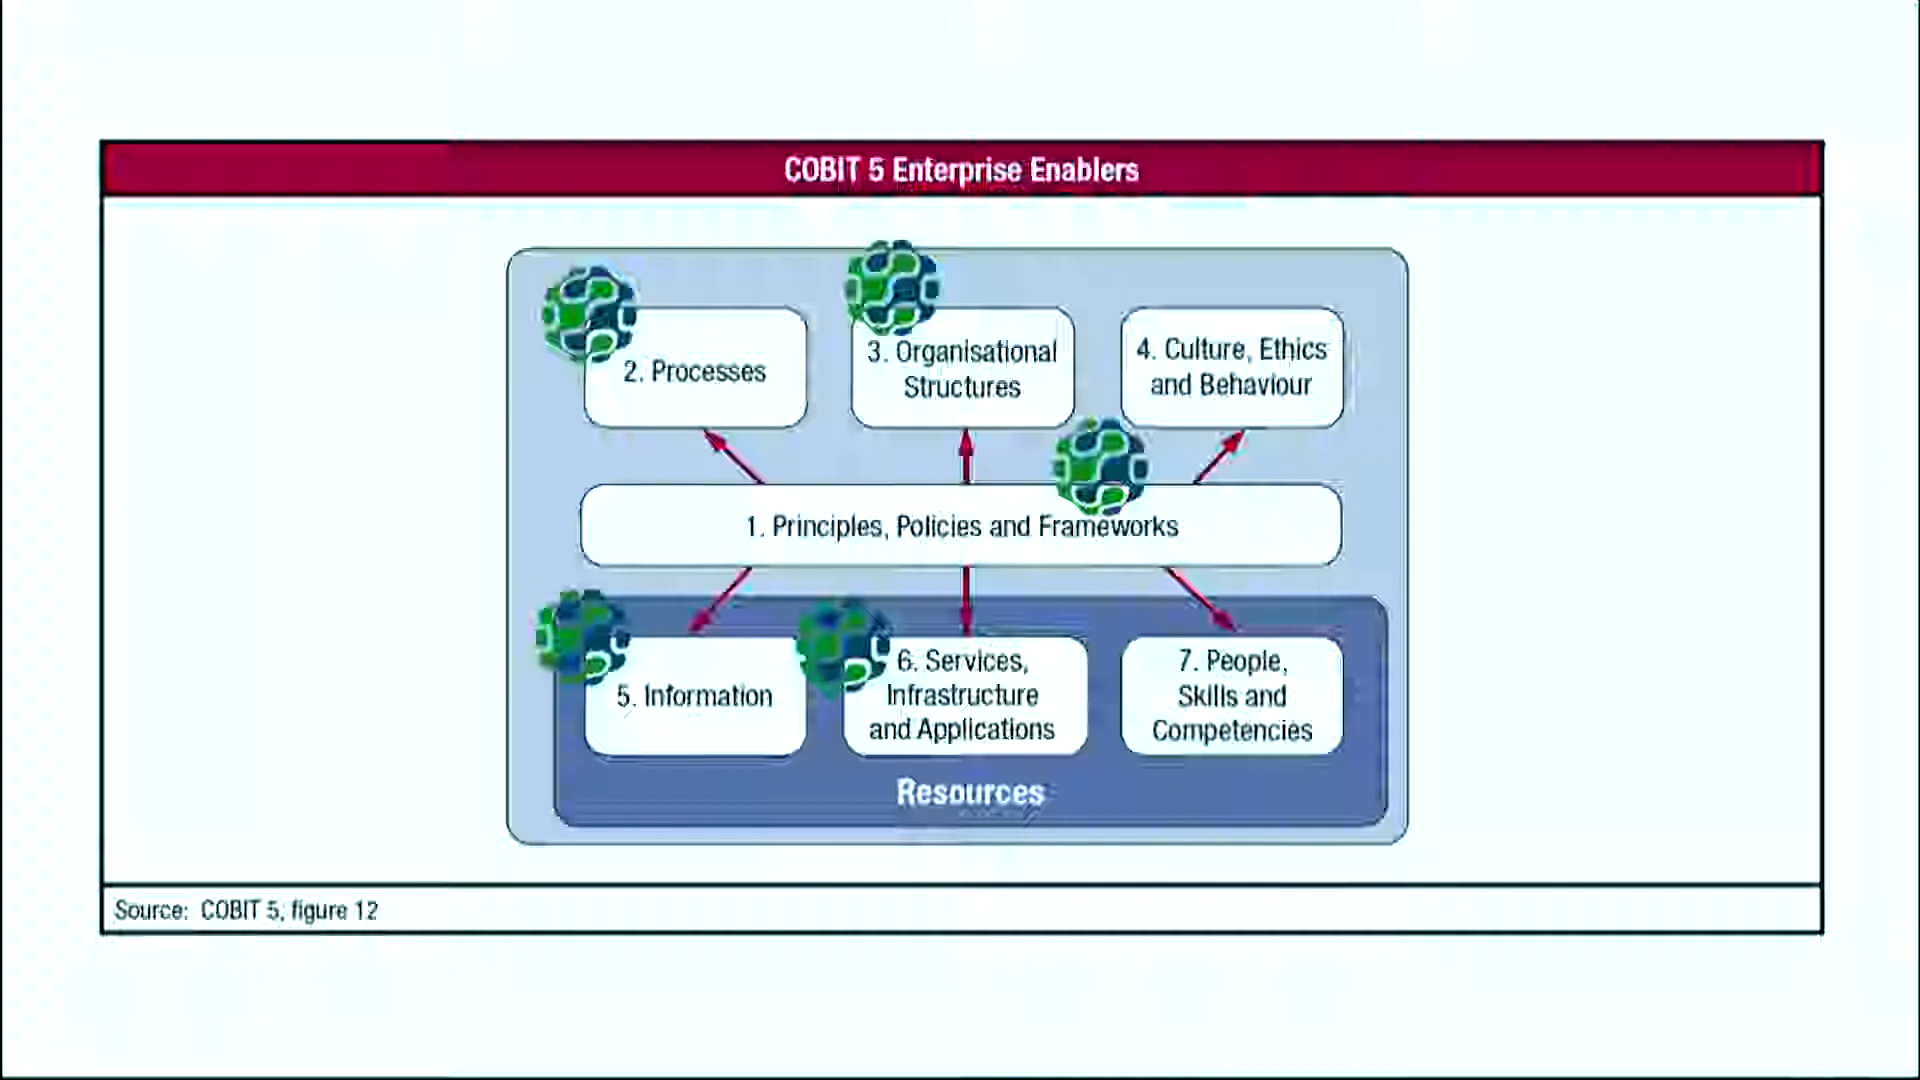 COBIT 5 Enterprise Enablers
2. Processes
3. Organisational
Structures
4. Culture, Ethics
and Behaviour
1. Principles, Policies and Frameworks
5. Information
6. Services,
Infrastructure
and Applications
7. People,
Skills and
Competencies
Resources
Source: COBIT 5, figure 12